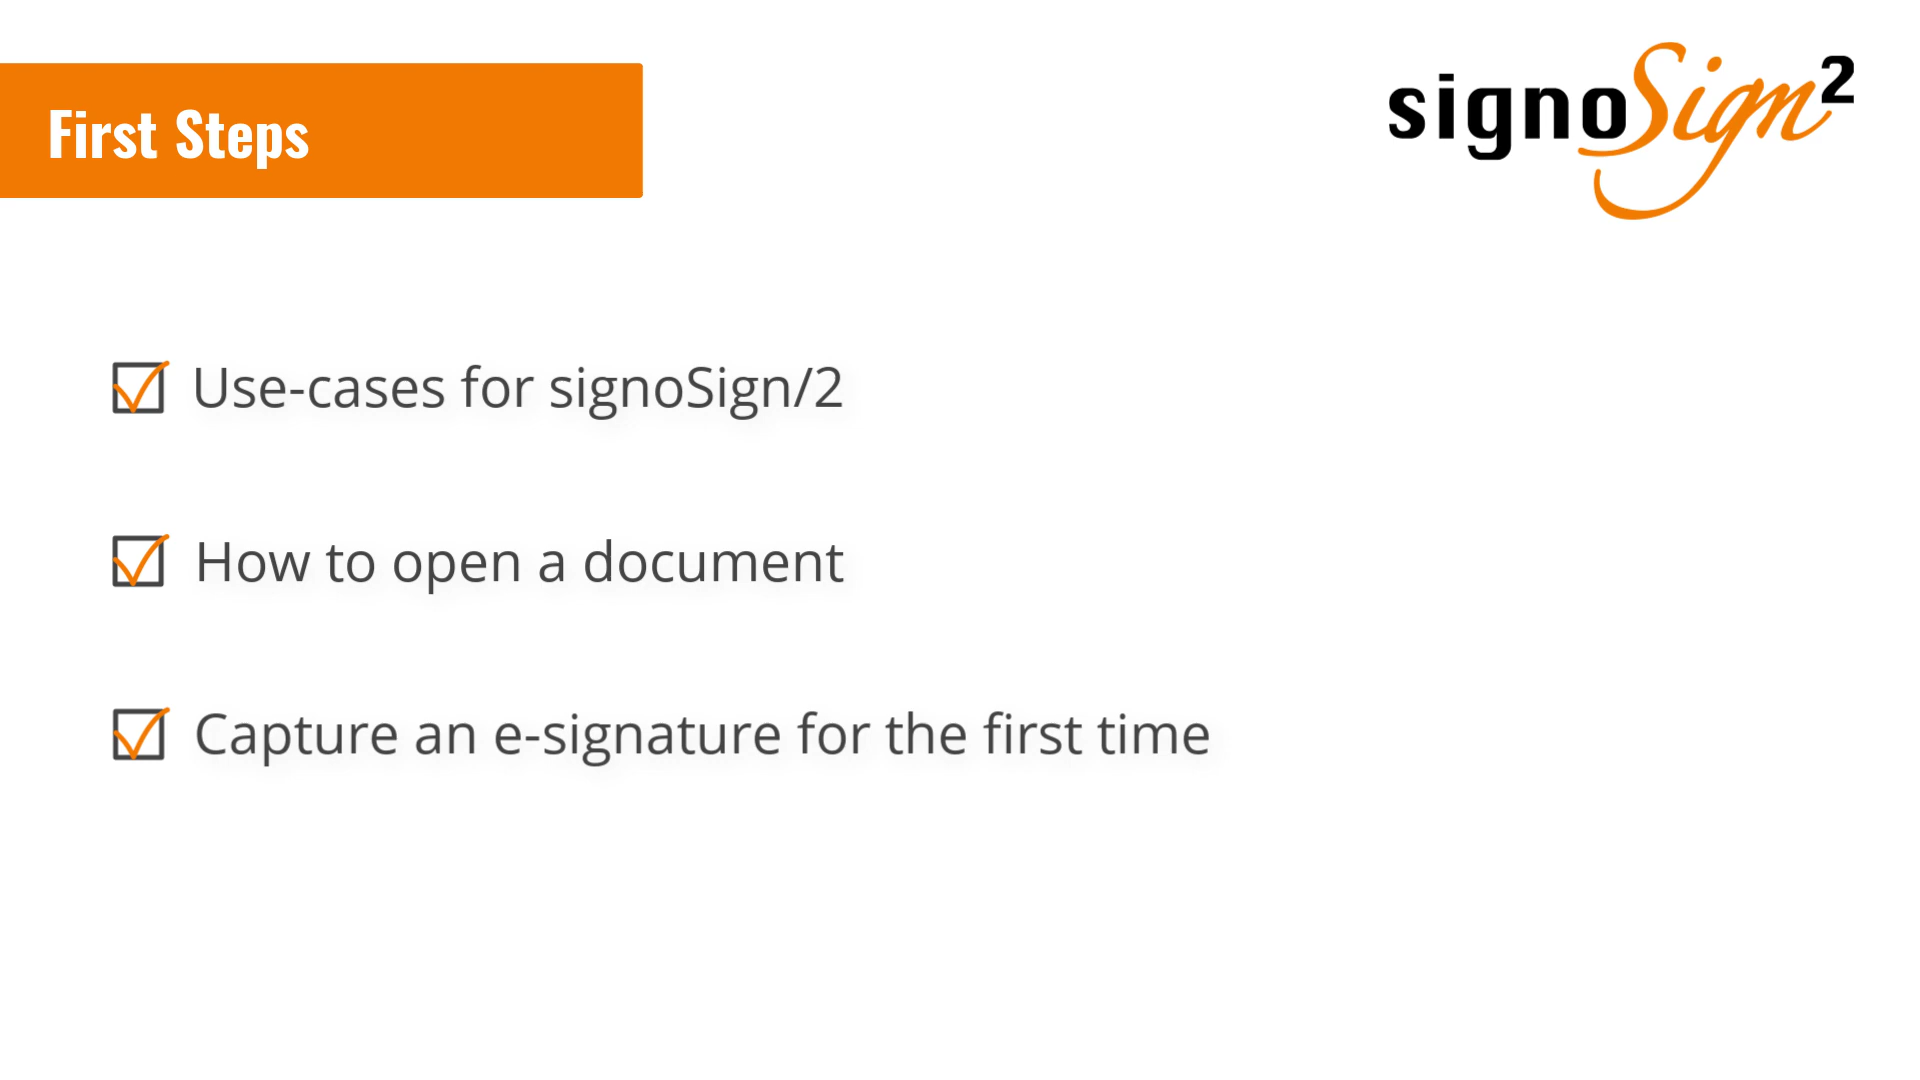 First Steps
signoSign2
Use-cases for signoSign/2
How to open a document
Capture an e-signature for the first time